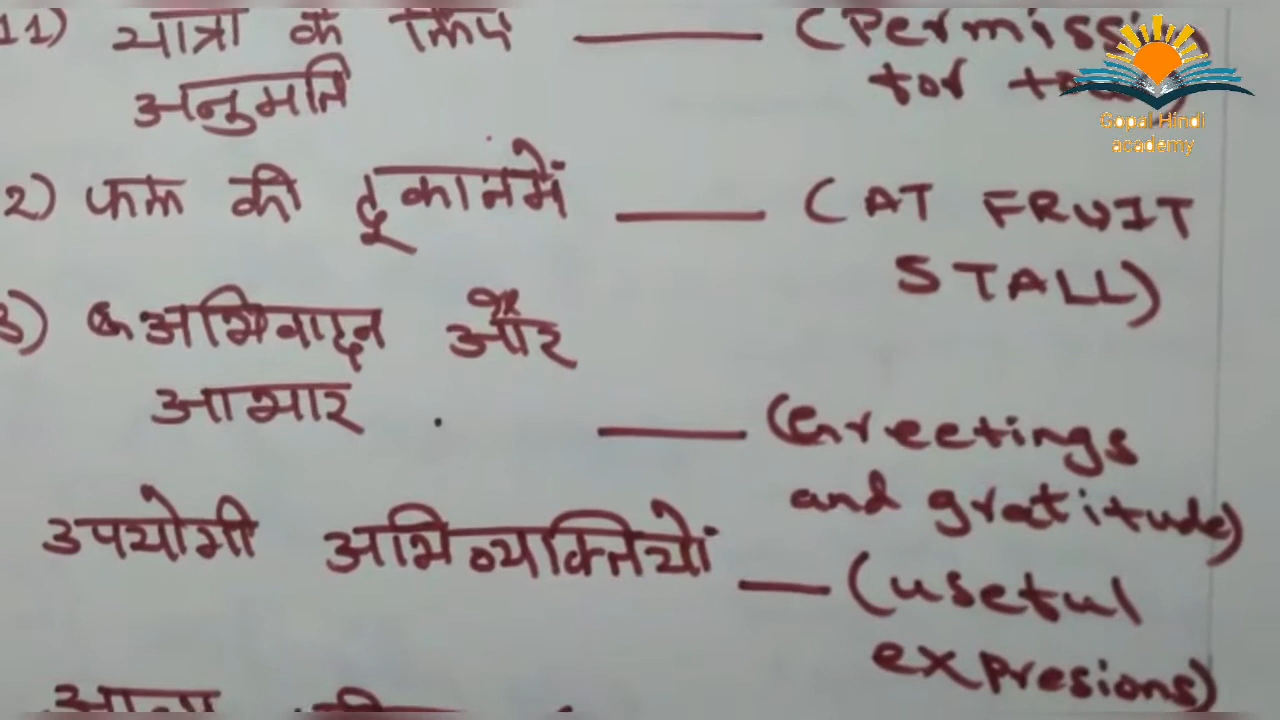 11) यात्रा के लिए —— (Permissi
अनुमति for
2) फल की दूकानमें —— (AT FRUIT
STALL)
3) अभिवादन और
आभार . —— (Greetings
and gratitude)
उपयोगी अभिव्यक्तियों —— (useful
expresions)
Gopal Hindi
academy